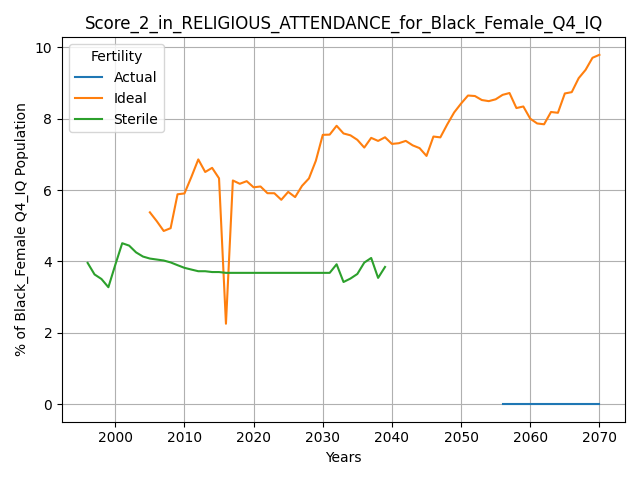 Score_2_in_RELIGIOUS_ATTENDANCE_for_Black_Female_Q4_IQ
Fertility
Actual
Ideal
Sterile
% of Black_Female Q4_IQ Population
10
8
6
4
2
0
2000 2010 2020 2030 2040 2050 2060 2070
Years